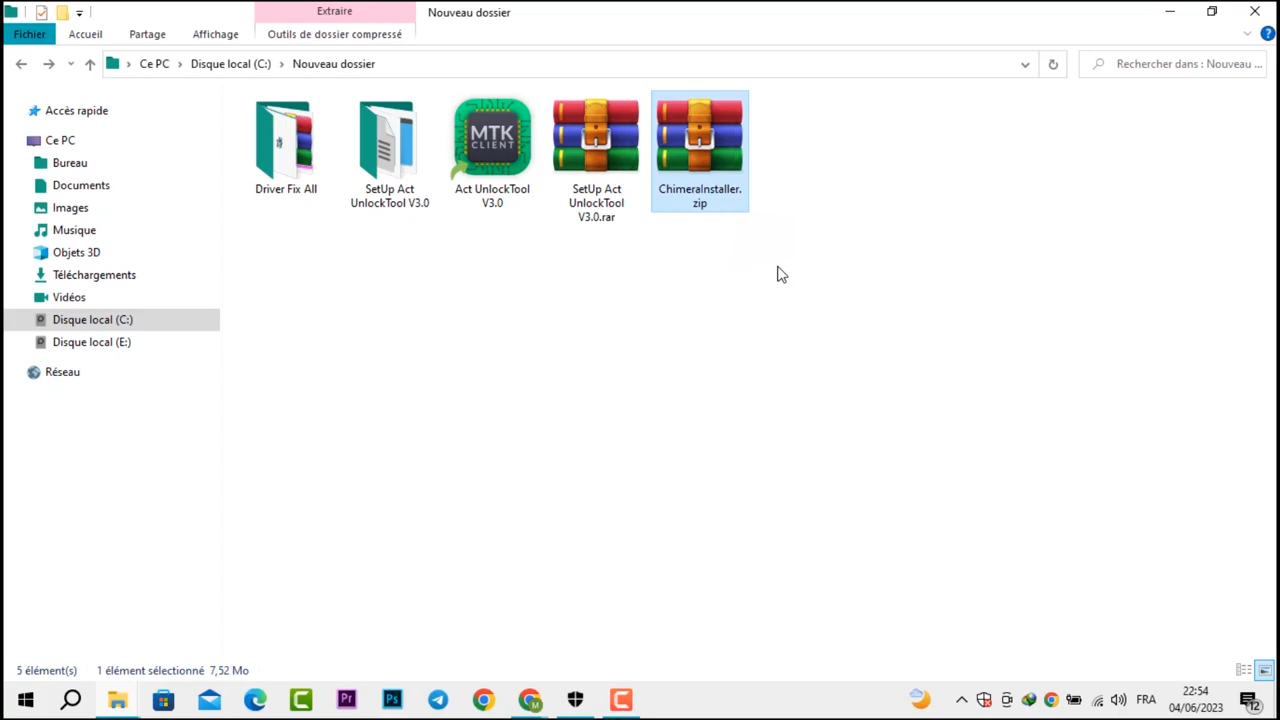 Extraire
Nouveau dossier
Fichier
Accueil
Partage
Affichage
Outils de dossier compressé
Ce PC
Disque local (C:)
Nouveau dossier
Rechercher dans : Nouveau ...
Accès rapide
Ce PC
Bureau
Documents
Images
Musique
Objets 3D
Téléchargements
Vidéos
Disque local (C:)
Disque local (E:)
Réseau
MTK
CLIENT
Driver Fix All
SetUp Act
UnlockTool V3.0
Act UnlockTool
V3.0
SetUp Act
UnlockTool
V3.0.rar
ChimeraInstaller.
zip
5 élément(s)
1 élément sélectionné 7,52 Mo
Pr
Ps
M
FRA
22:54
04/06/2023
12